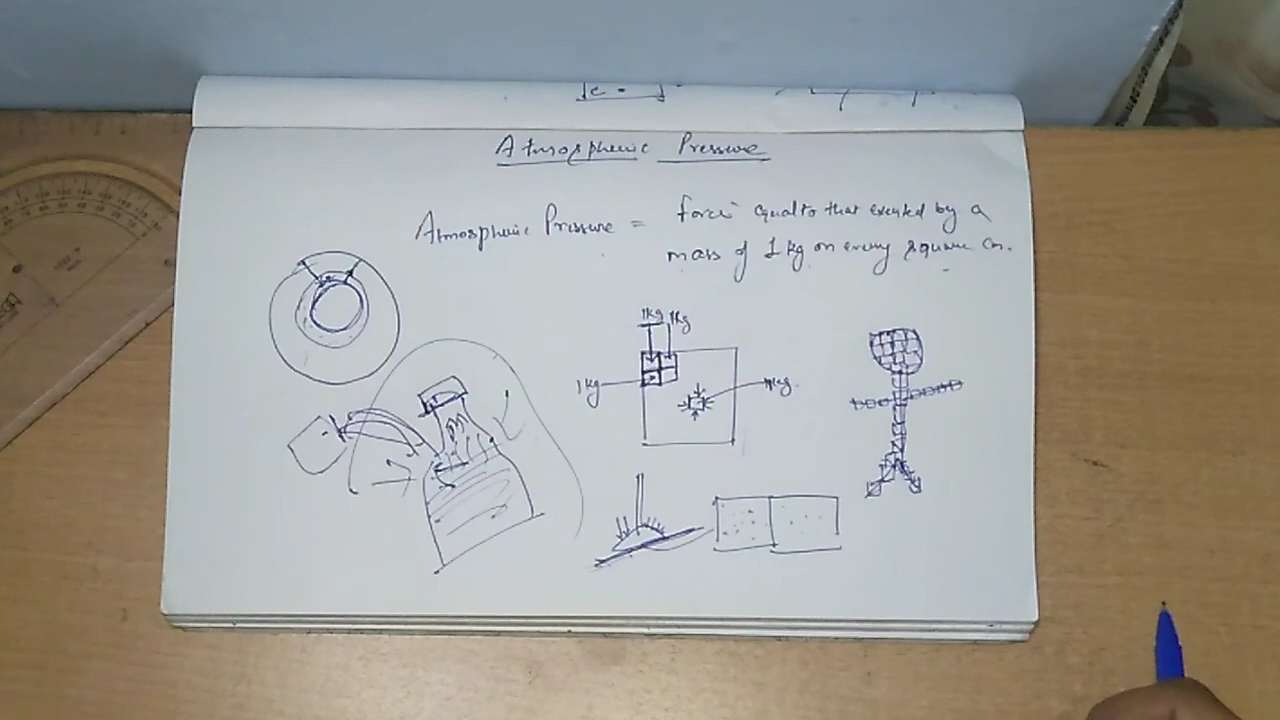 Atmospheric Pressure
Atmospheric Pressure = force equal to that exerted by a
mass of 1 kg on every square cm.
1kg 1kg
1kg
1kg.